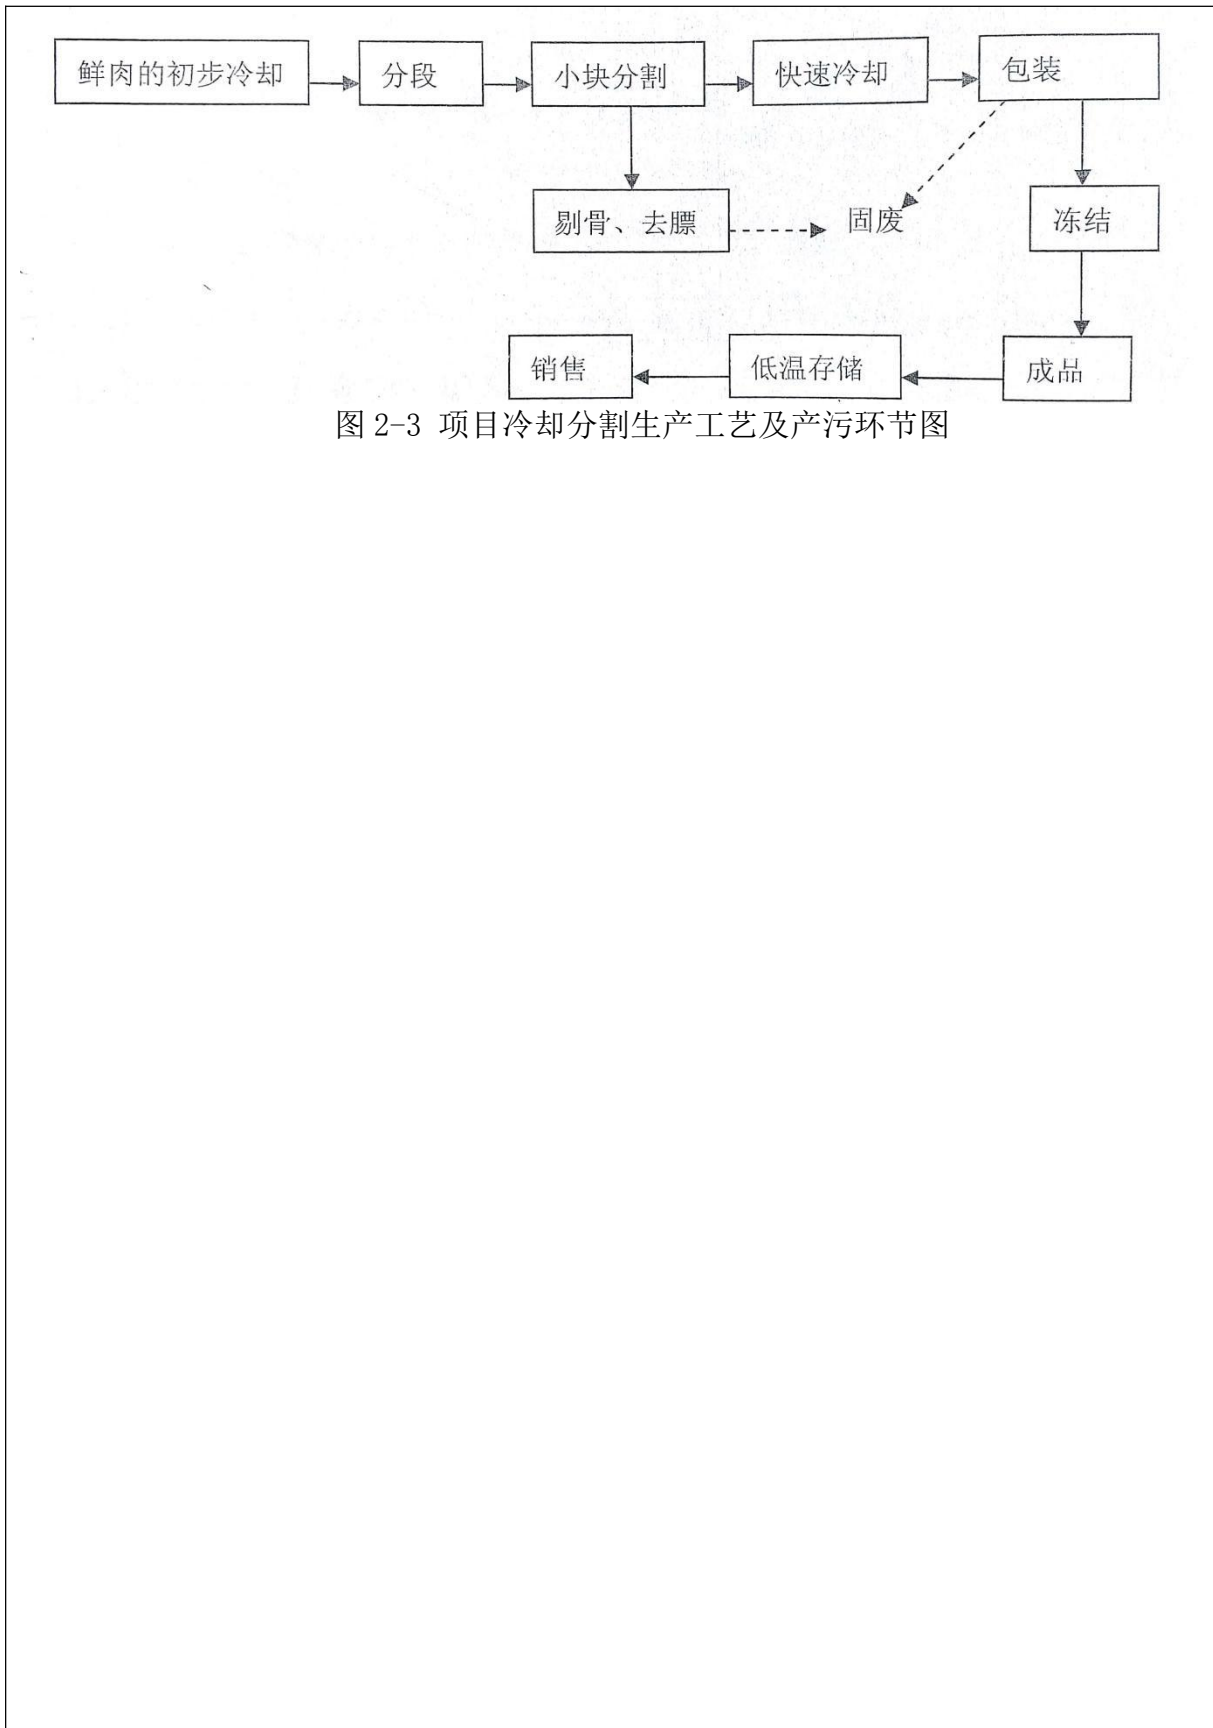 鲜肉的初步冷却
分段
小块分割
快速冷却
包装
剔骨、去膘
固废
冻结
销售
低温存储
成品
图 2-3 项目冷却分割生产工艺及产污环节图